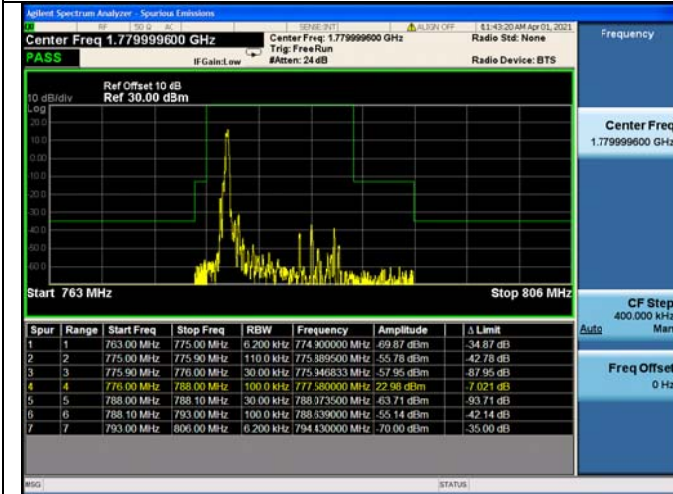 Agilent Spectrum Analyzer - Spurious Emissions
RF 50 Ω AC SENSE:INT ALIGN OFF 11:43:20 AM Apr 01, 2021
Center Freq 1.779999600 GHz
Center Freq: 1.779999600 GHz
Radio Std: None
Trig: Free Run
PASS
IFGain:Low
#Atten: 24 dB
Radio Device: BTS
Frequency
Ref Offset 10 dB
10 dB/div Ref 30.00 dBm
Log
20.0
10.0
0.00
10.0
20.0
30.0
40.0
50.0
60.0
Start 763 MHz Stop 806 MHz
Center Freq
1.779999600 GHz
CF Step
400.000 kHz
Auto Man
Freq Offset
0 Hz
Spur Range Start Freq Stop Freq RBW Frequency Amplitude Δ Limit
1 1 763.00 MHz 775.00 MHz 6.200 kHz 774.900000 MHz -69.87 dBm -34.87 dB
2 2 775.00 MHz 775.90 MHz 110.0 kHz 775.889500 MHz -55.78 dBm -42.78 dB
3 3 775.90 MHz 776.00 MHz 30.00 kHz 775.946833 MHz -57.95 dBm -87.95 dB
4 4 776.00 MHz 788.00 MHz 100.0 kHz 777.580000 MHz 22.98 dBm -7.021 dB
5 5 788.00 MHz 788.10 MHz 30.00 kHz 788.073500 MHz -63.71 dBm -93.71 dB
6 6 788.10 MHz 793.00 MHz 100.0 kHz 788.639000 MHz -55.14 dBm -42.14 dB
7 7 793.00 MHz 806.00 MHz 6.200 kHz 794.430000 MHz -70.00 dBm -35.00 dB
MSG STATUS